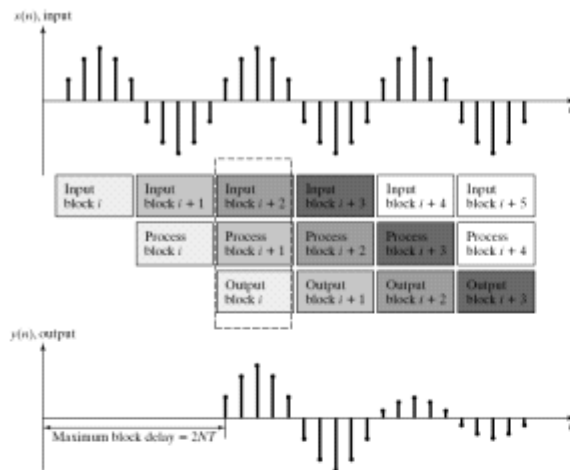 x(n), input
Input
block i
Input
block i + 1
Input
block i + 2
Input
block i + 3
Input
block i + 4
Input
block i + 5
Process
block i
Process
block i + 1
Process
block i + 2
Process
block i + 3
Process
block i + 4
Output
block i
Output
block i + 1
Output
block i + 2
Output
block i + 3
y(n), output
Maximum block delay = 2NT